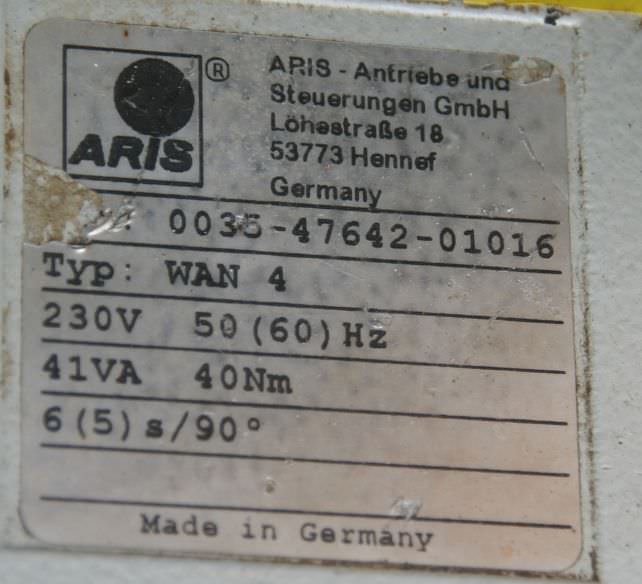 ®
ARIS
ARIS - Antriebe und
Steuerungen GmbH
Löhestraße 18
53773 Hennef
Germany
0035-47642-01016
Typ: WAN 4
230V 50(60)Hz
41VA 40Nm
6(5)s/90°
Made in Germany